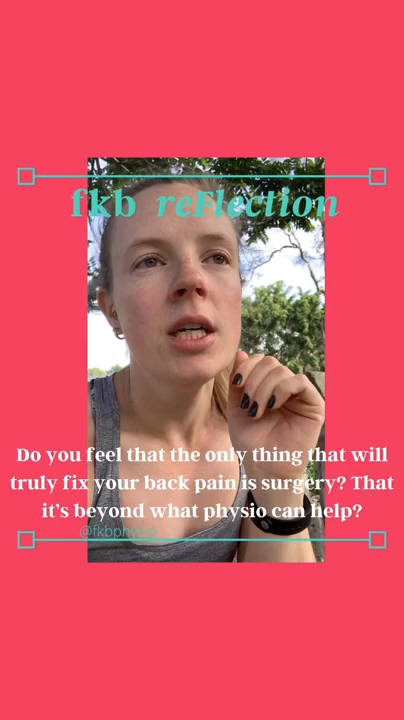 fkb reFlection
Do you feel that the only thing that will
truly fix your back pain is surgery? That
it's beyond what physio can help?
@fkbphysio